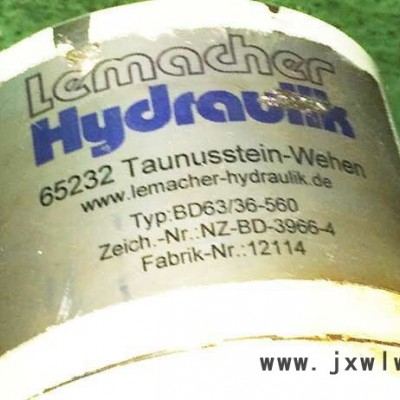 Lemacher
Hydraulik
65232 Taunusstein-Wehen
www.lemacher-hydraulik.de
Typ:BD63/36-560
Zeich.-Nr.:NZ-BD-3966-4
Fabrik-Nr.:12114
www.jxwlw